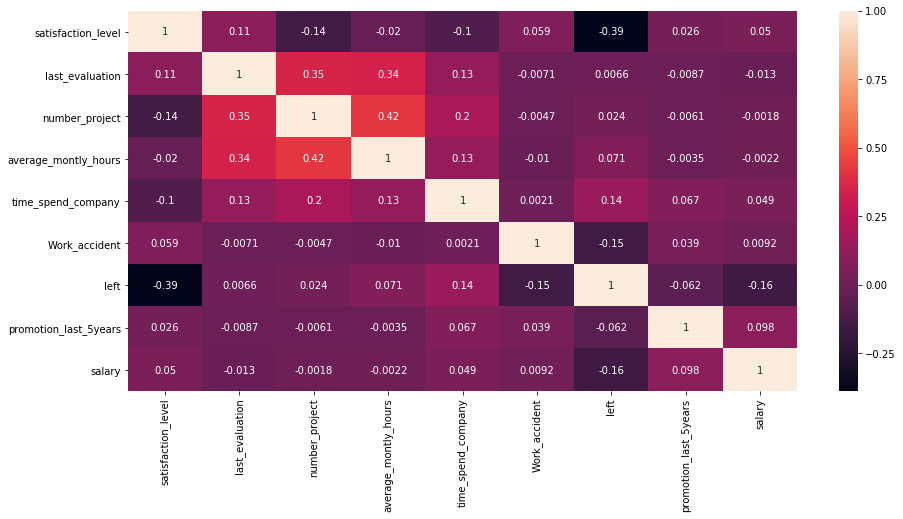 satisfaction_level 1 0.11 -0.14 -0.02 -0.1 0.059 -0.39 0.026 0.05
last_evaluation 0.11 1 0.35 0.34 0.13 -0.0071 0.0066 -0.0087 -0.013
number_project -0.14 0.35 1 0.42 0.2 -0.0047 0.024 -0.0061 -0.0018
average_montly_hours -0.02 0.34 0.42 1 0.13 -0.01 0.071 -0.0035 -0.0022
time_spend_company -0.1 0.13 0.2 0.13 1 0.0021 0.14 0.067 0.049
Work_accident 0.059 -0.0071 -0.0047 -0.01 0.0021 1 -0.15 0.039 0.0092
left -0.39 0.0066 0.024 0.071 0.14 -0.15 1 -0.062 -0.16
promotion_last_5years 0.026 -0.0087 -0.0061 -0.0035 0.067 0.039 -0.062 1 0.098
salary 0.05 -0.013 -0.0018 -0.0022 0.049 0.0092 -0.16 0.098 1
satisfaction_level
last_evaluation
number_project
average_montly_hours
time_spend_company
Work_accident
left
promotion_last_5years
salary
1.00
0.75
0.50
0.25
0.00
-0.25